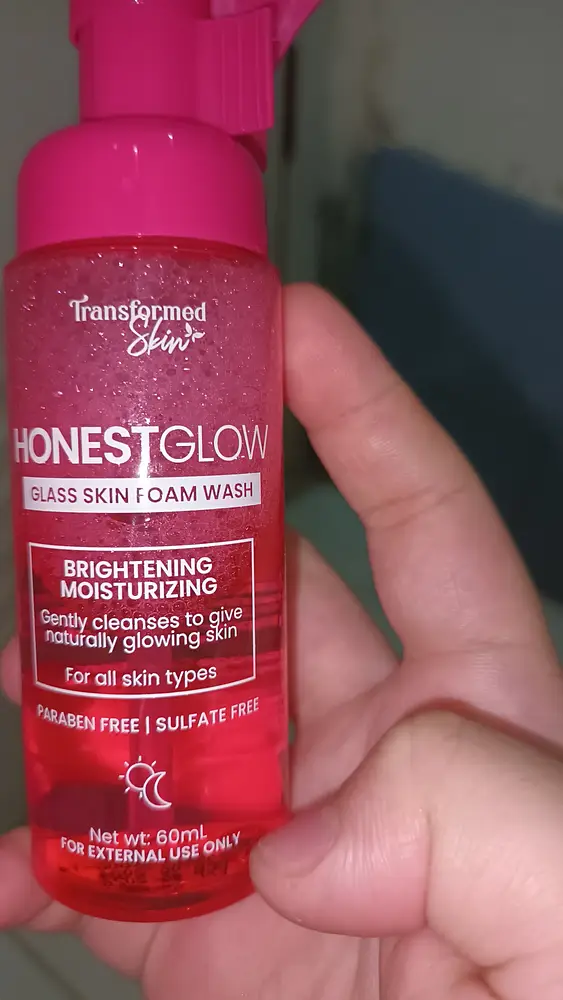 Transformed
Skin
HONESTGLOW
GLASS SKIN FOAM WASH
BRIGHTENING
MOISTURIZING
Gently cleanses to give
naturally glowing skin
For all skin types
PARABEN FREE | SULFATE FREE
Net wt: 60mL
FOR EXTERNAL USE ONLY